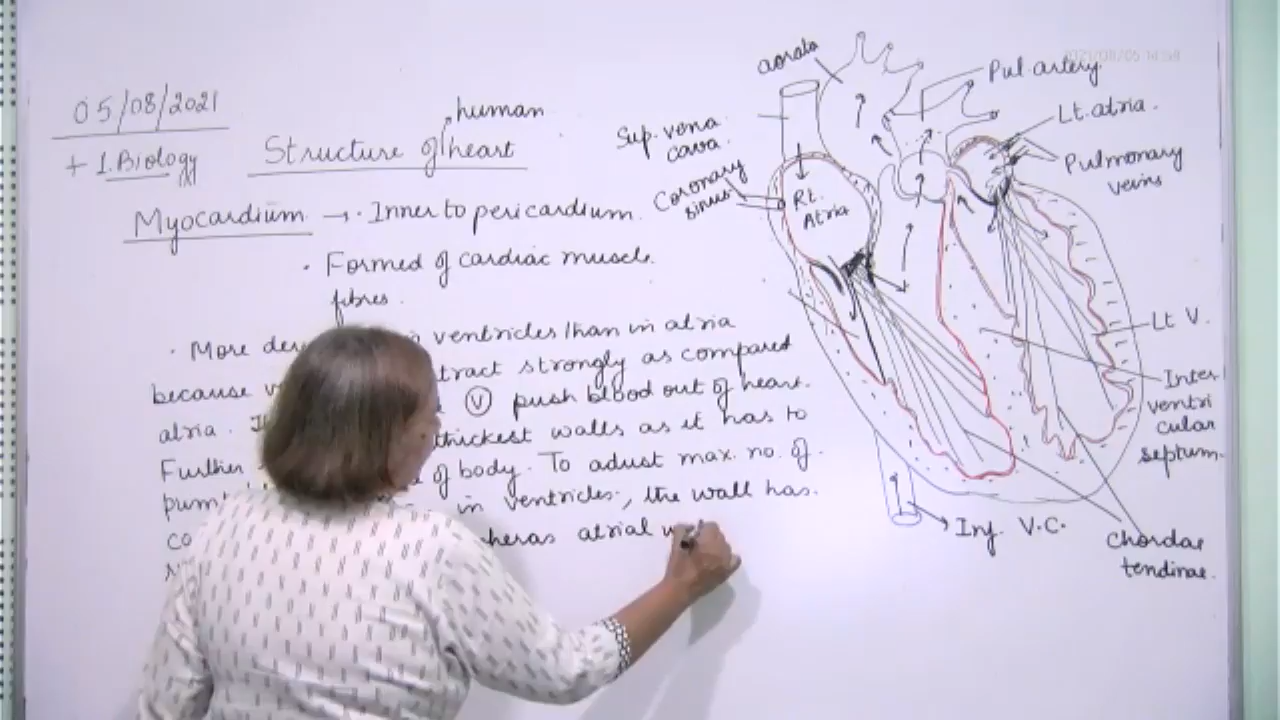 05/08/2021
+ 1. Biology
human
Structure of heart
Myocardium → · Inner to pericardium.
· Formed of cardiac muscle
fibres.
· More ventricles than in atria
because tract strongly as compared
atria. V push blood out of heart.
Further thickest walls as it has to
of body. To adust max. no. of.
in ventricles, the wall has.
heras atrial
aorata
Sup. vena
cava.
Coronary
sinus
Rt.
Atria
Pul. artery
Lt. atria.
Pulmonary
veins
Lt V.
Inter
ventri
cular
septum.
Inf. V.C.
Chordae
tendinae.